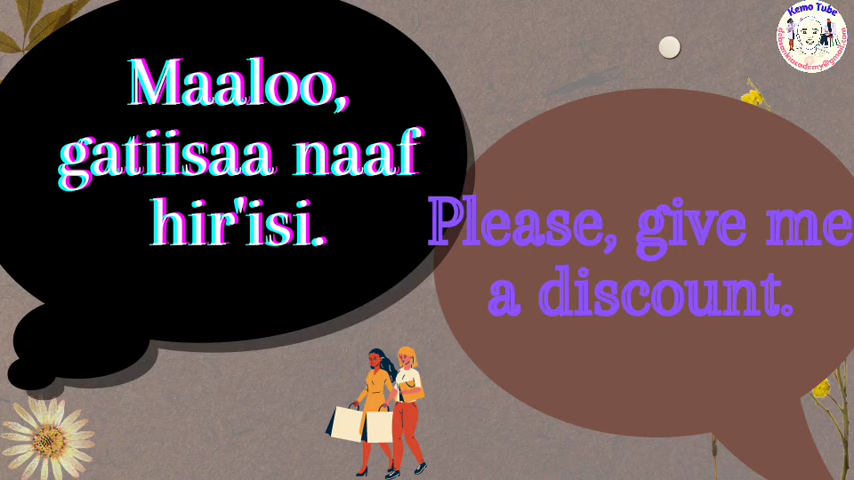 Maaloo,
gatiisaa naaf
hir'isi.
Please, give me
a discount.
Kemo Tube